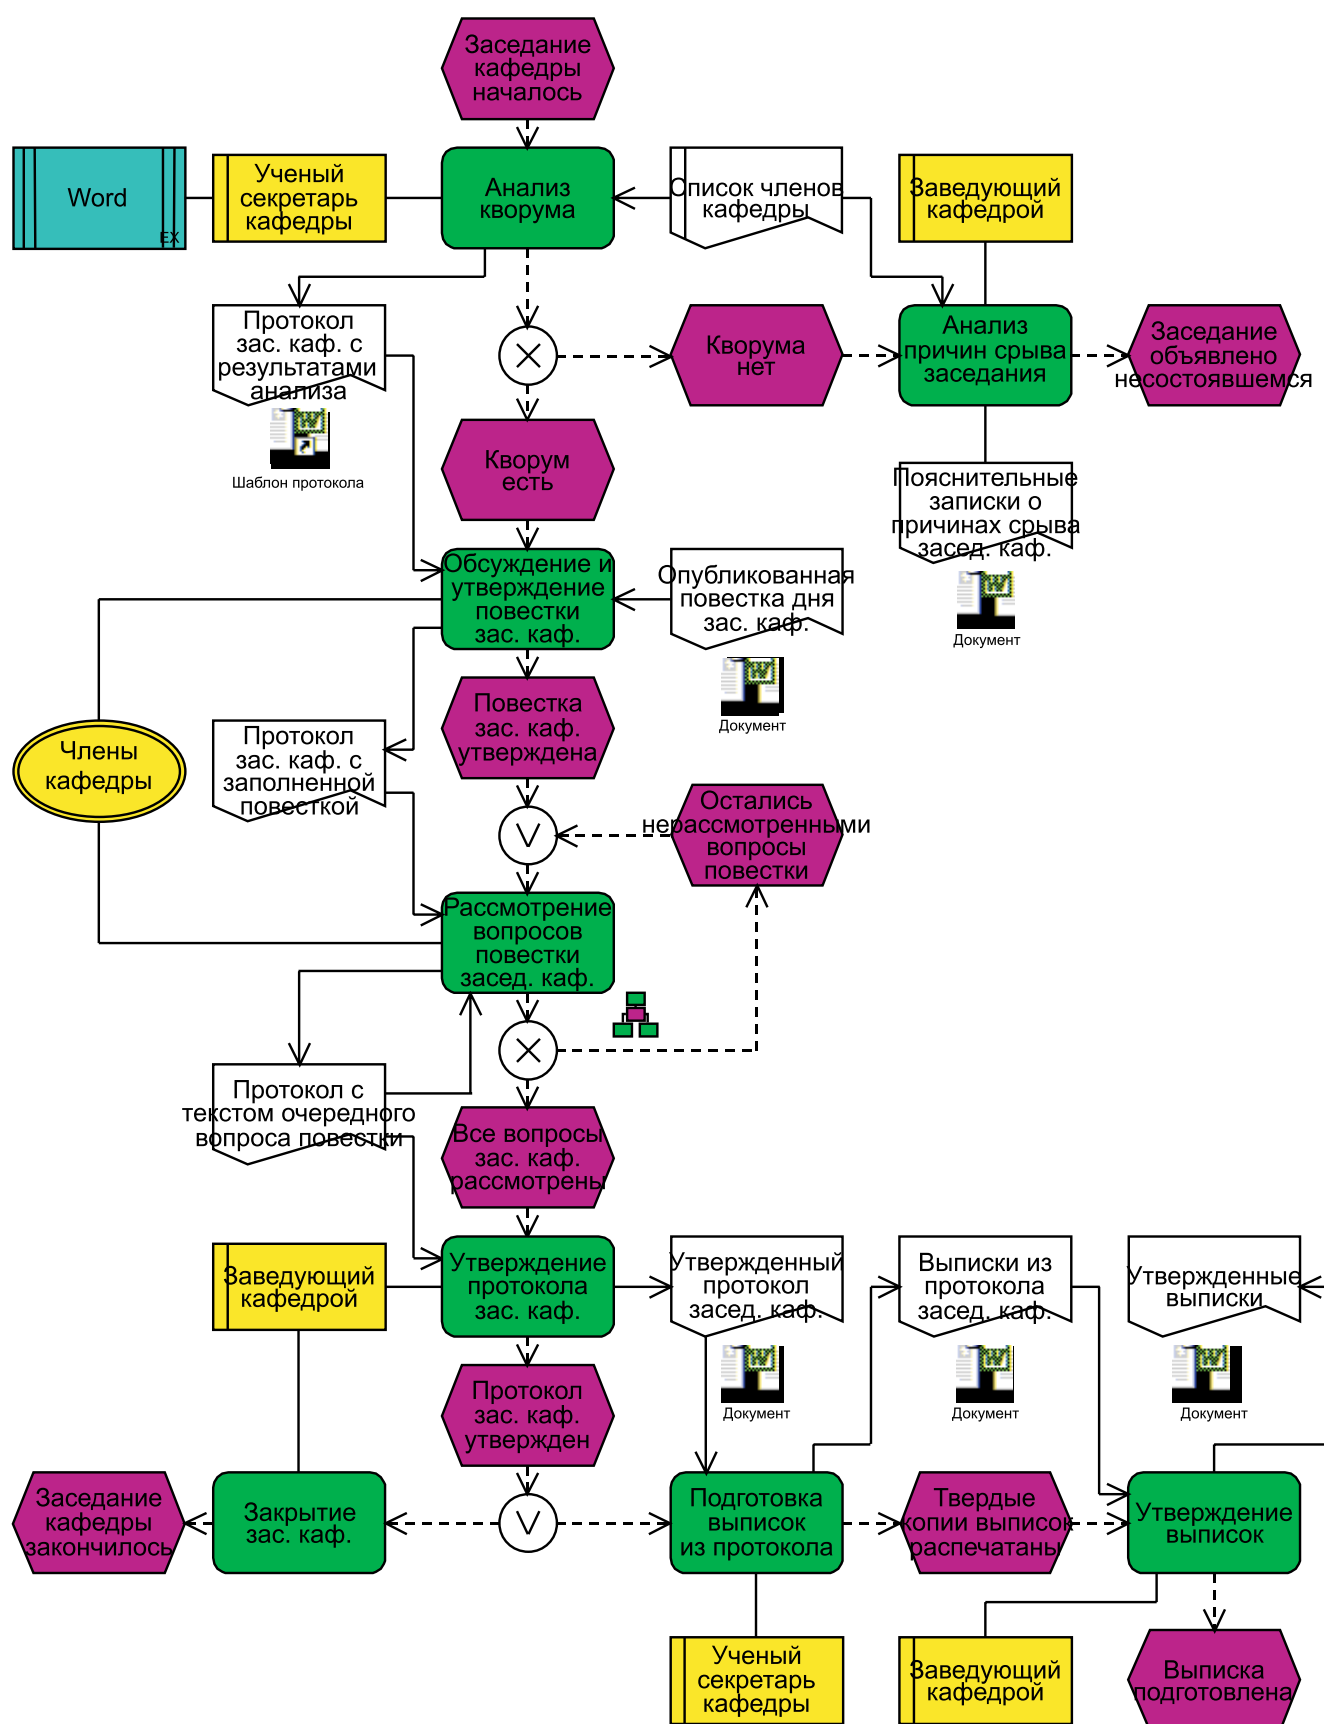 Заседание
кафедры
началось
Word
EX
Ученый
секретарь
кафедры
Анализ
кворума
Список членов
кафедры
Заведующий
кафедрой
Протокол
зас. каф. с
результатами
анализа
Шаблон протокола
Кворума
нет
Анализ
причин срыва
заседания
Заседание
объявлено
несостоявшемся
Кворум
есть
Пояснительные
записки о
причинах срыва
засед. каф.
Документ
Обсуждение и
утверждение
повестки
зас. каф.
Опубликованная
повестка дня
зас. каф.
Документ
Члены
кафедры
Протокол
зас. каф. с
заполненной
повесткой
Повестка
зас. каф.
утверждена
Остались
нерассмотренными
вопросы
повестки
Рассмотрение
вопросов
повестки
засед. каф.
Протокол с
текстом очередного
вопроса повестки
Все вопросы
зас. каф.
рассмотрены
Заведующий
кафедрой
Утверждение
протокола
зас. каф.
Утвержденный
протокол
засед. каф.
Документ
Выписки из
протокола
засед. каф.
Документ
Утвержденные
выписки
Документ
Протокол
зас. каф.
утвержден
Заседание
кафедры
закончилось
Закрытие
зас. каф.
Подготовка
выписок
из протокола
Твердые
копии выписок
распечатаны
Утверждение
выписок
Ученый
секретарь
кафедры
Заведующий
кафедрой
Выписка
подготовлена